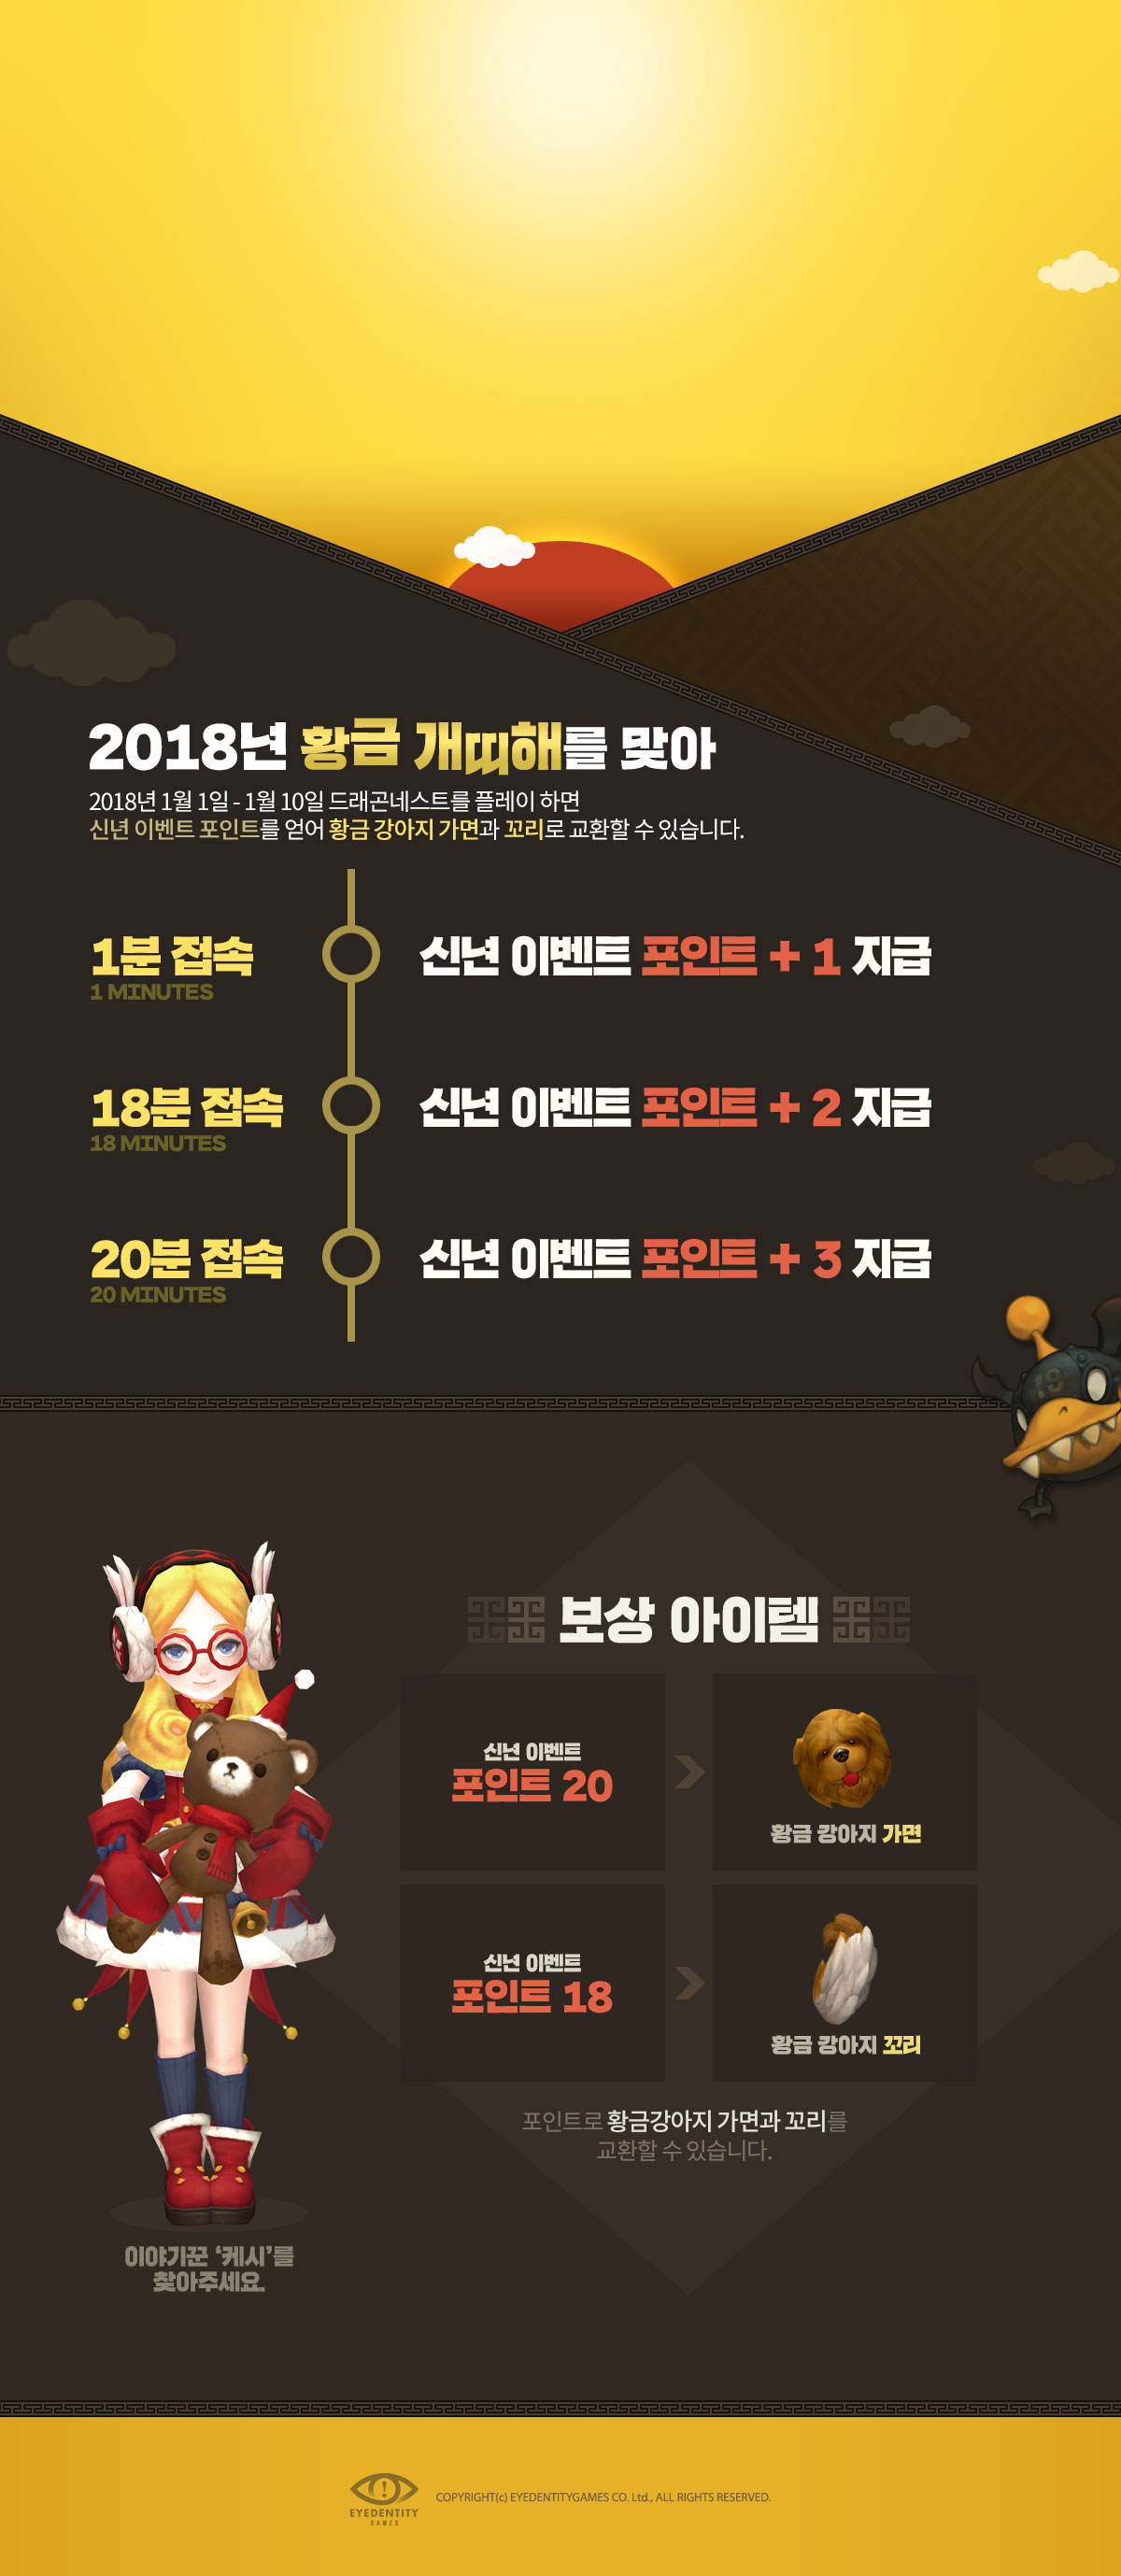 2018년 황금 개띠해를 맞아
2018년 1월 1일 - 1월 10일 드래곤네스트를 플레이 하면
신년 이벤트 포인트를 얻어 황금 강아지 가면과 꼬리로 교환할 수 있습니다.
1분 접속
1 MINUTES
신년 이벤트 포인트 + 1 지급
18분 접속
18 MINUTES
신년 이벤트 포인트 + 2 지급
20분 접속
20 MINUTES
신년 이벤트 포인트 + 3 지급
보상 아이템
신년 이벤트
포인트 20
황금 강아지 가면
신년 이벤트
포인트 18
황금 강아지 꼬리
포인트로 황금강아지 가면과 꼬리를
교환할 수 있습니다.
이야기꾼 ‘케시’를
찾아주세요.
EYEDENTITY
GAMES
COPYRIGHT(c) EYEDENTITYGAMES CO. Ltd., ALL RIGHTS RESERVED.